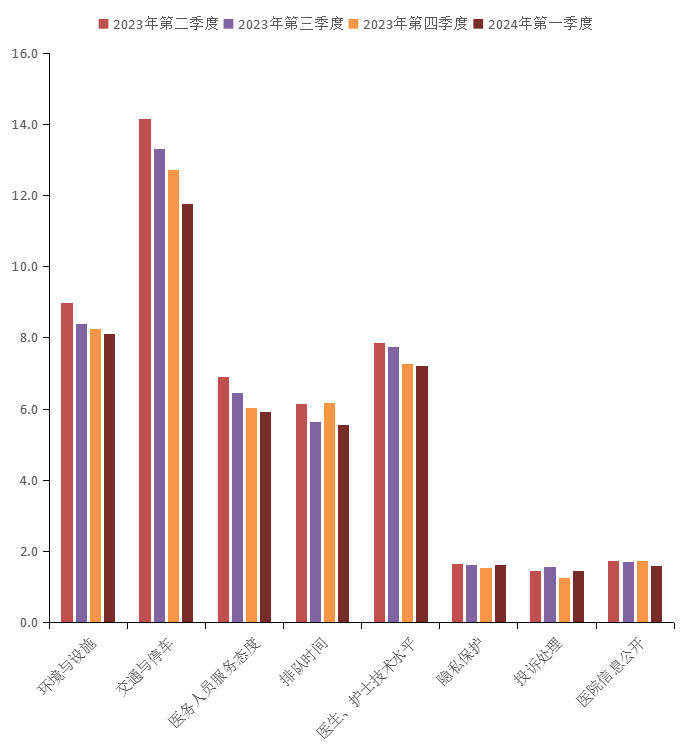 2023年第二季度 2023年第三季度 2023年第四季度 2024年第一季度
16.0
14.0
12.0
10.0
8.0
6.0
4.0
2.0
0.0
环境与设施
交通与停车
医务人员服务态度
排队时间
医生、护士技术水平
隐私保护
投诉处理
医院信息公开